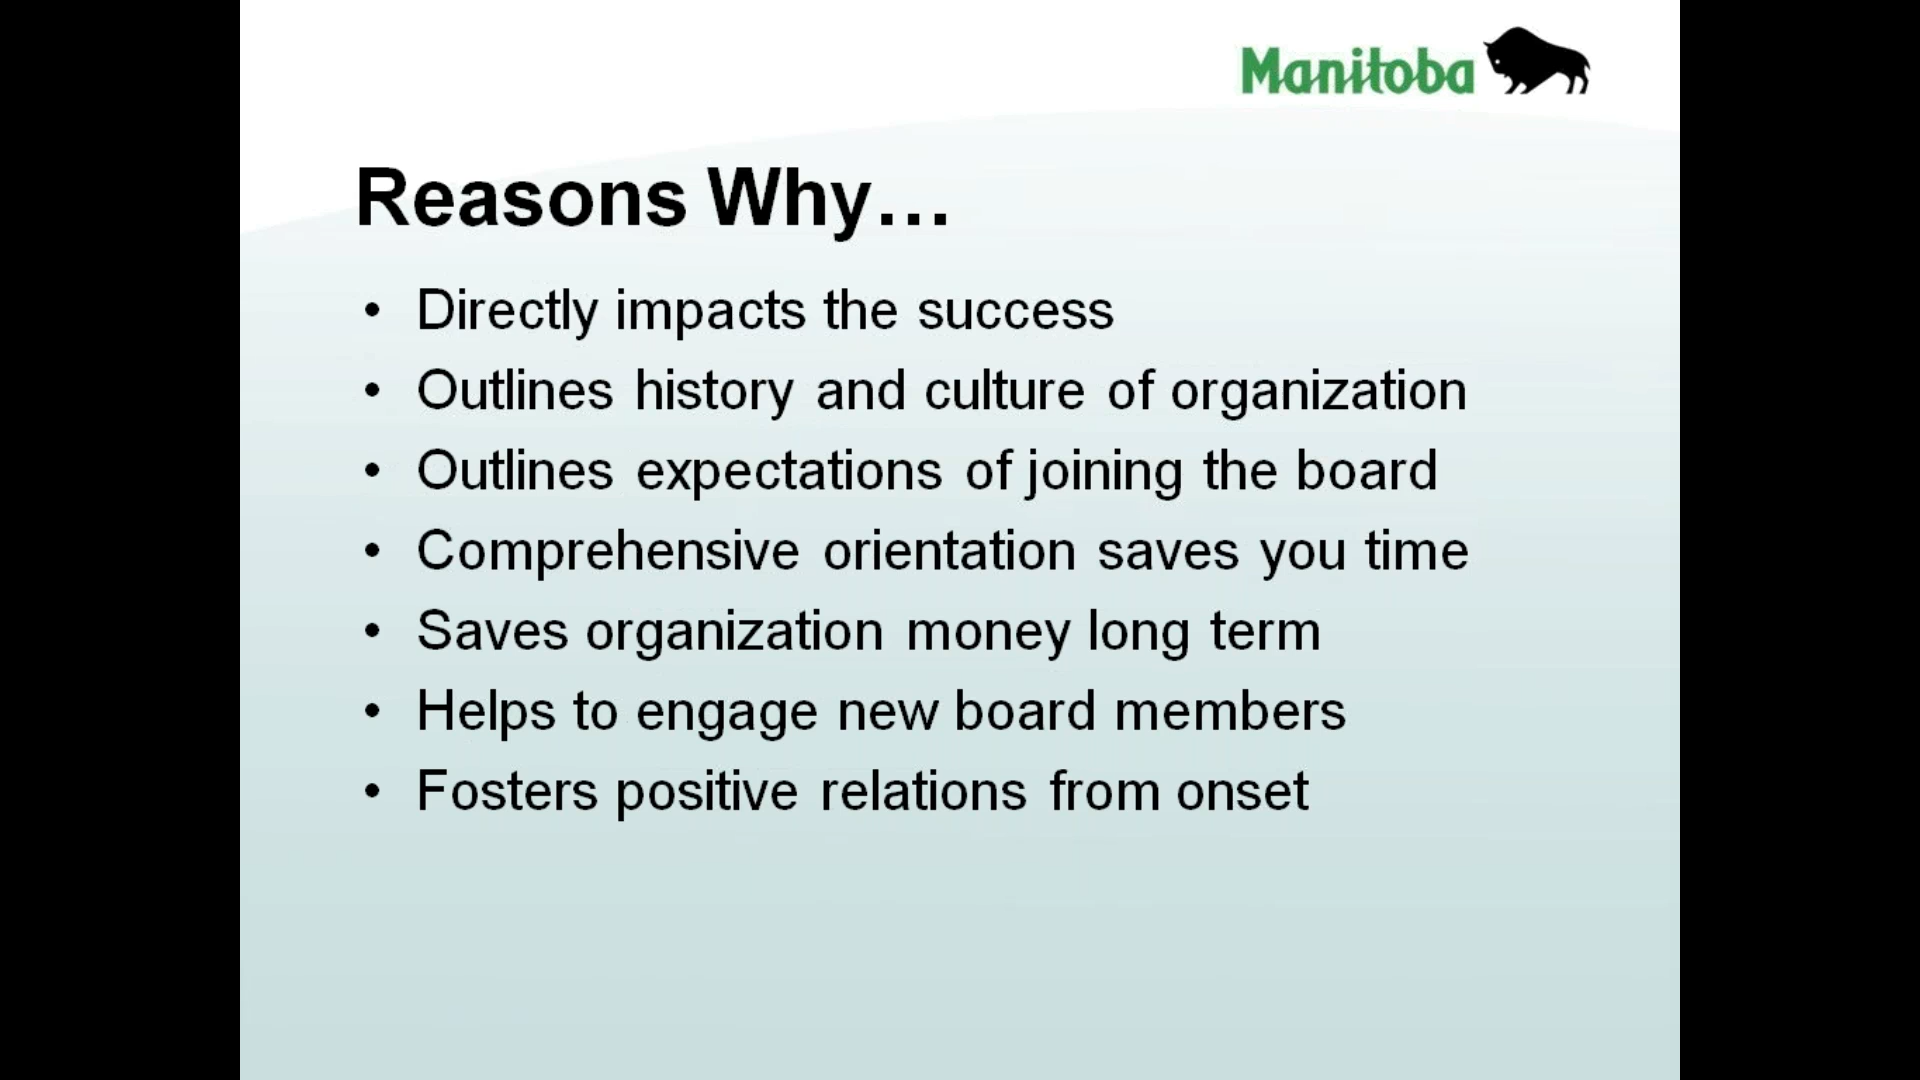 Manitoba
Reasons Why…
• Directly impacts the success
• Outlines history and culture of organization
• Outlines expectations of joining the board
• Comprehensive orientation saves you time
• Saves organization money long term
• Helps to engage new board members
• Fosters positive relations from onset